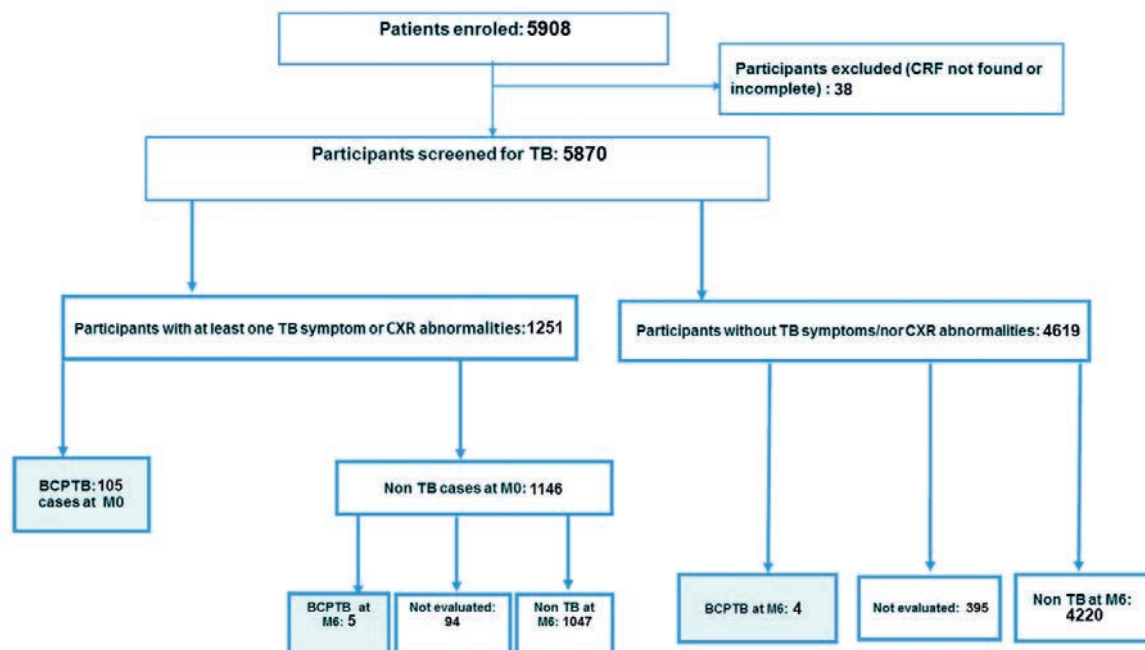 Patients enroled: 5908
Participants excluded (CRF not found or
incomplete) : 38
Participants screened for TB: 5870
Participants with at least one TB symptom or CXR abnormalities: 1251
Participants without TB symptoms/nor CXR abnormalities: 4619
BCPTB: 105
cases at M0
Non TB cases at M0: 1146
BCPTB at
M6: 5
Not evaluated:
94
Non TB at
M6: 1047
BCPTB at M6: 4
Not evaluated: 395
Non TB at M6:
4220